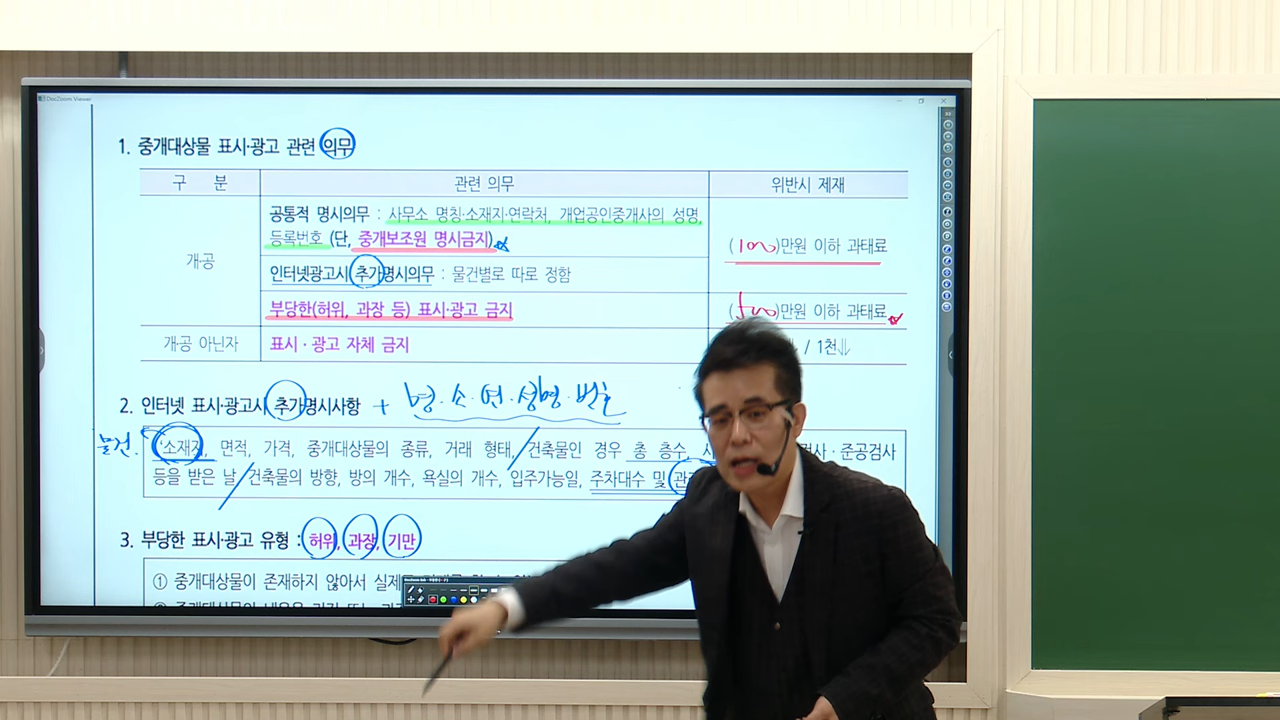 DocZoom Viewer
1. 중개대상물 표시·광고 관련 의무
구 분 관련 의무 위반시 제재
개공 공통적 명시의무 : 사무소 명칭·소재지·연락처, 개업공인중개사의 성명,
등록번호 (단, 중개보조원 명시금지)
(100)만원 이하 과태료
인터넷광고시 추가명시의무 : 물건별로 따로 정함
부당한(허위, 과장 등) 표시·광고 금지 (500)만원 이하 과태료
개공 아닌자 표시·광고 자체 금지 / 1천
2. 인터넷 표시·광고시 추가명시사항 + 명·소·연·성명·번호
물건. 소재지, 면적, 가격, 중개대상물의 종류, 거래 형태, 건축물인 경우 총 층수, 검사·준공검사
등을 받은 날 건축물의 방향, 방의 개수, 욕실의 개수, 입주가능일, 주차대수 및 관
3. 부당한 표시·광고 유형 : 허위, 과장, 기만
① 중개대상물이 존재하지 않아서 실제